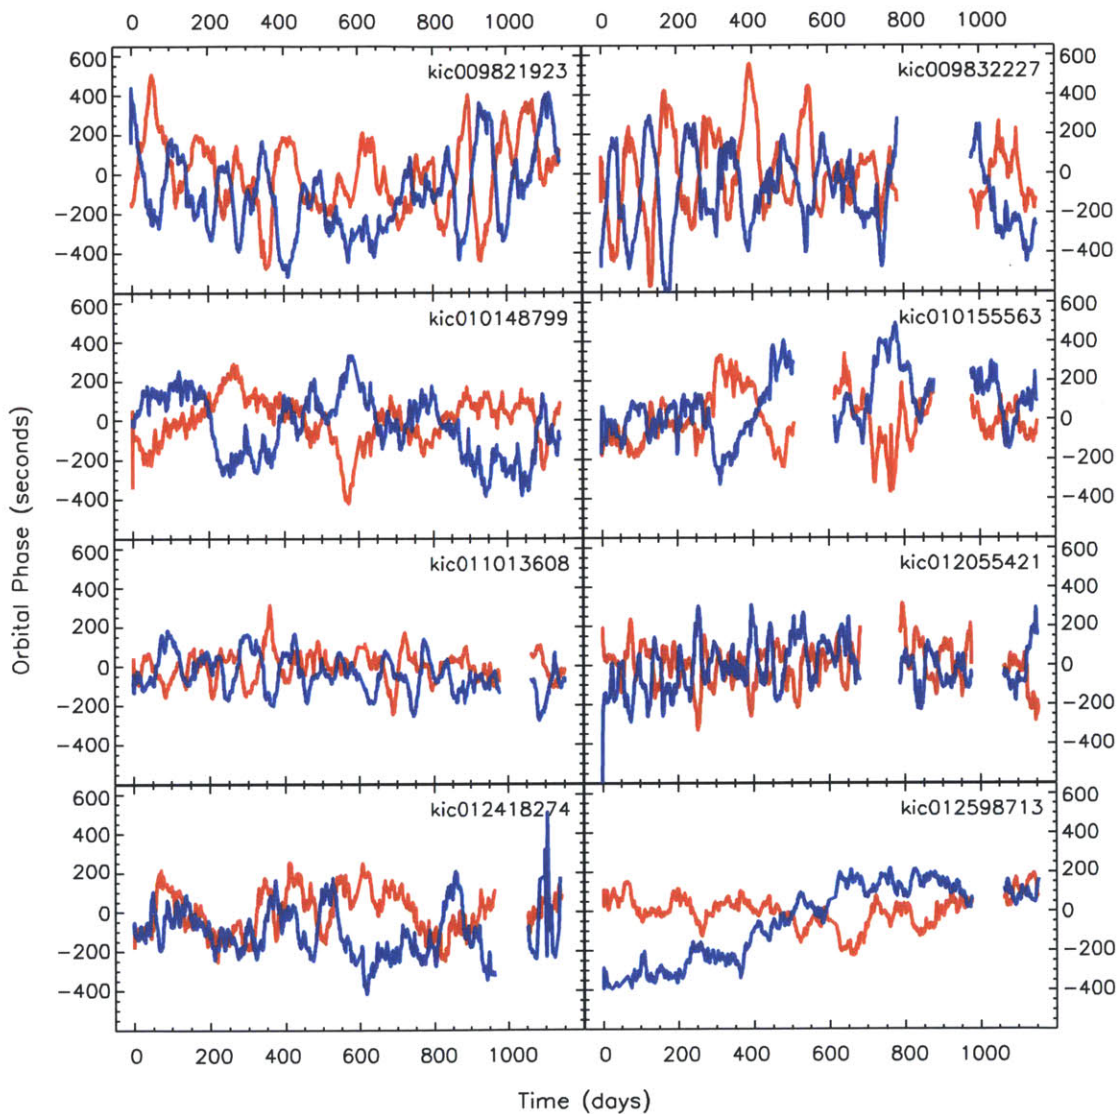 0 200 400 600 800 1000 0 200 400 600 800 1000
600 kic009821923 kic009832227 600
400 400
200 200
0 0
−200 −200
−400 −400
600 kic010148799 kic010155563 600
400 400
200 200
0 0
−200 −200
−400 −400
600 kic011013608 kic012055421 600
400 400
200 200
0 0
−200 −200
−400 −400
600 kic012418274 kic012598713 600
400 400
200 200
0 0
−200 −200
−400 −400
0 200 400 600 800 1000 0 200 400 600 800 1000
Orbital Phase (seconds)
Time (days)